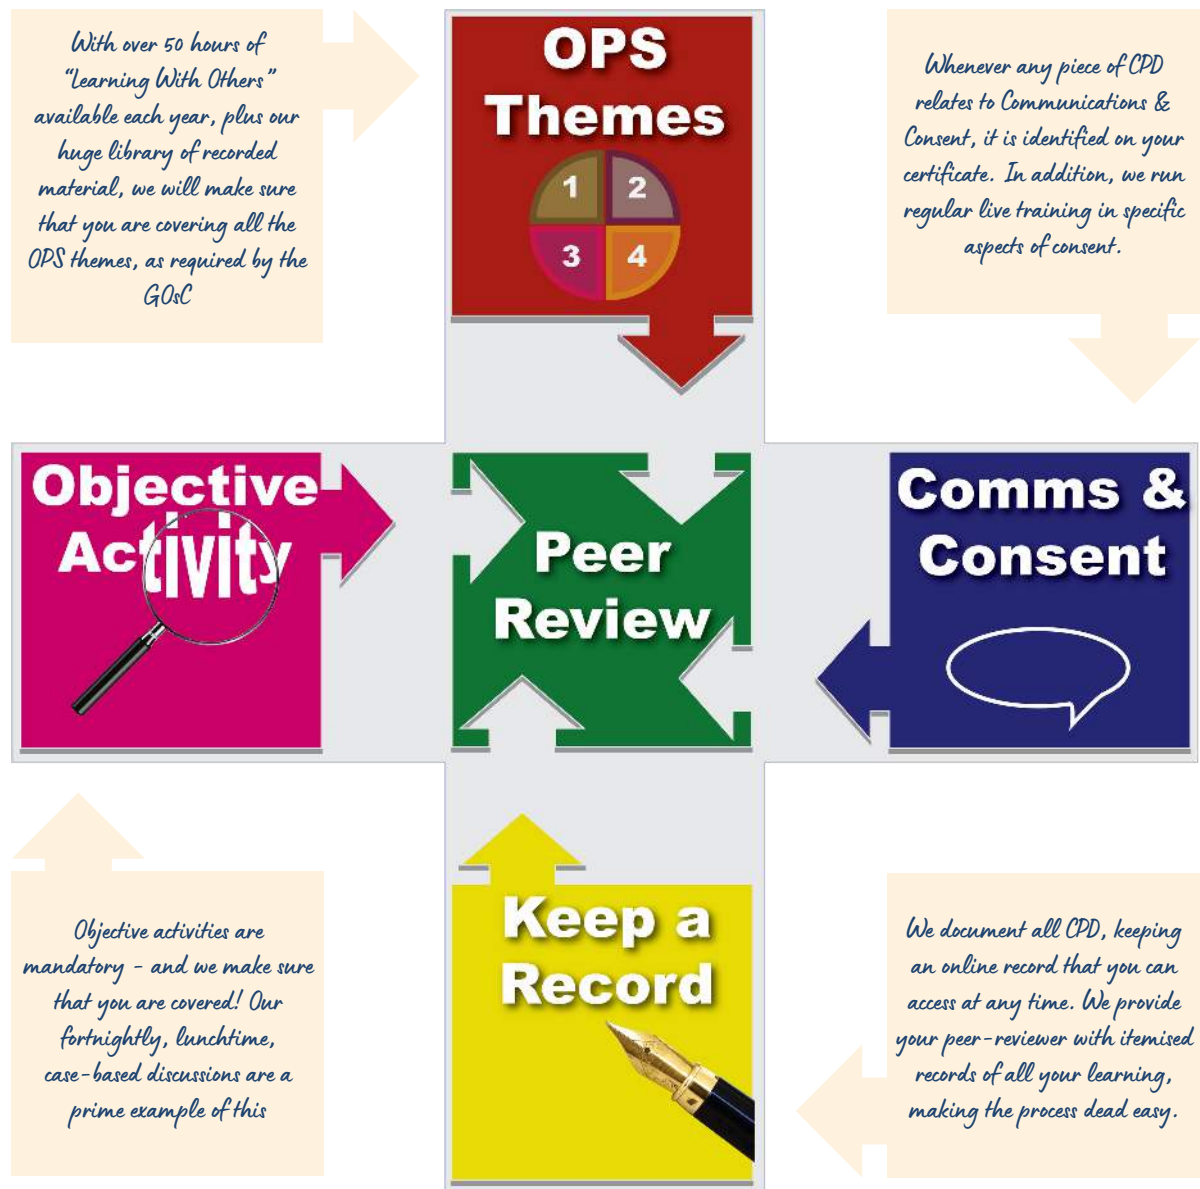 With over 50 hours of
“Learning With Others”
available each year, plus our
huge library of recorded
material, we will make sure
that you are covering all the
OPS themes, as required by the
GOsC
OPS
Themes
1
2
3
4
Whenever any piece of CPD
relates to Communications &
Consent, it is identified on your
certificate. In addition, we run
regular live training in specific
aspects of consent.
Objective
Activity
Peer
Review
Comms &
Consent
Objective activities are
mandatory - and we make sure
that you are covered! Our
fortnightly, lunchtime,
case-based discussions are a
prime example of this
Keep a
Record
We document all CPD, keeping
an online record that you can
access at any time. We provide
your peer-reviewer with itemised
records of all your learning,
making the process dead easy.